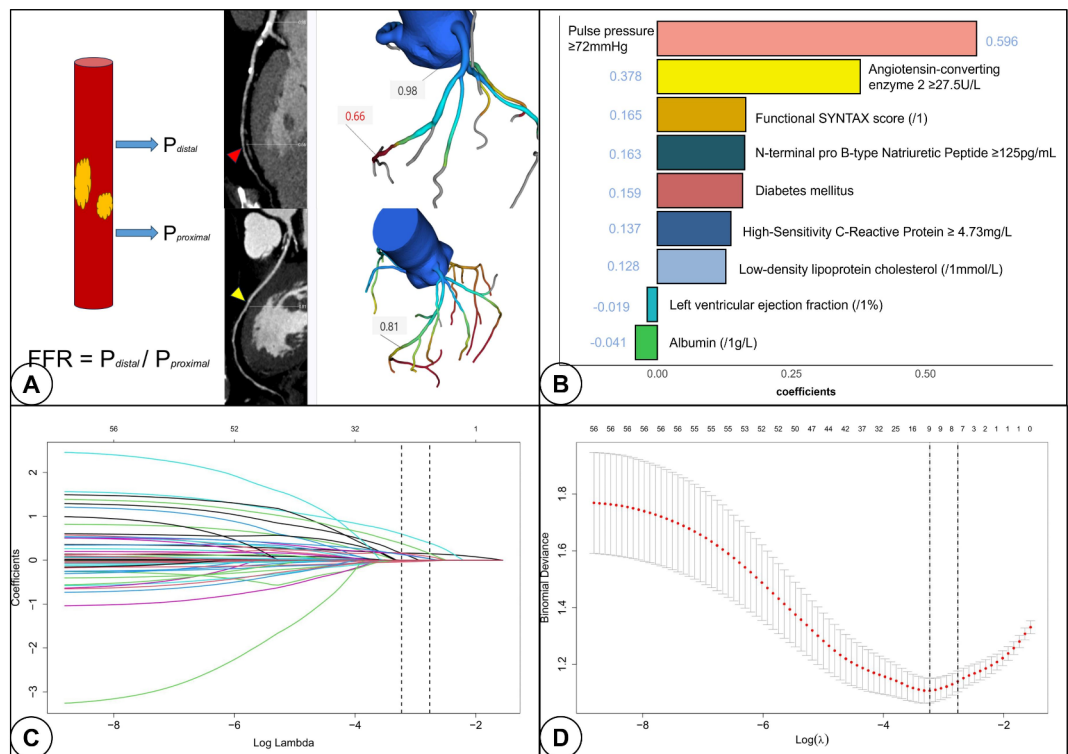 P distal
P proximal
FFR = P distal / P proximal
A
0.98
0.66
0.81
B
Pulse pressure
≥72mmHg
0.596
0.378
Angiotensin-converting
enzyme 2 ≥27.5U/L
0.165
Functional SYNTAX score (/1)
0.163
N-terminal pro B-type Natriuretic Peptide ≥125pg/mL
0.159
Diabetes mellitus
0.137
High-Sensitivity C-Reactive Protein ≥ 4.73mg/L
0.128
Low-density lipoprotein cholesterol (/1mmol/L)
-0.019
Left ventricular ejection fraction (/1%)
-0.041
Albumin (/1g/L)
0.00 0.25 0.50
coefficients
C
56 52 32 1
Coefficients
2
1
0
−1
−2
−3
−8 −6 −4 −2
Log Lambda
D
56 56 56 56 56 56 55 55 53 52 52 50 47 44 42 37 32 25 16 9 9 8 7 3 2 1 1 1 0
Binomial Deviance
1.8
1.6
1.4
1.2
−8 −6 −4 −2
Log(λ)